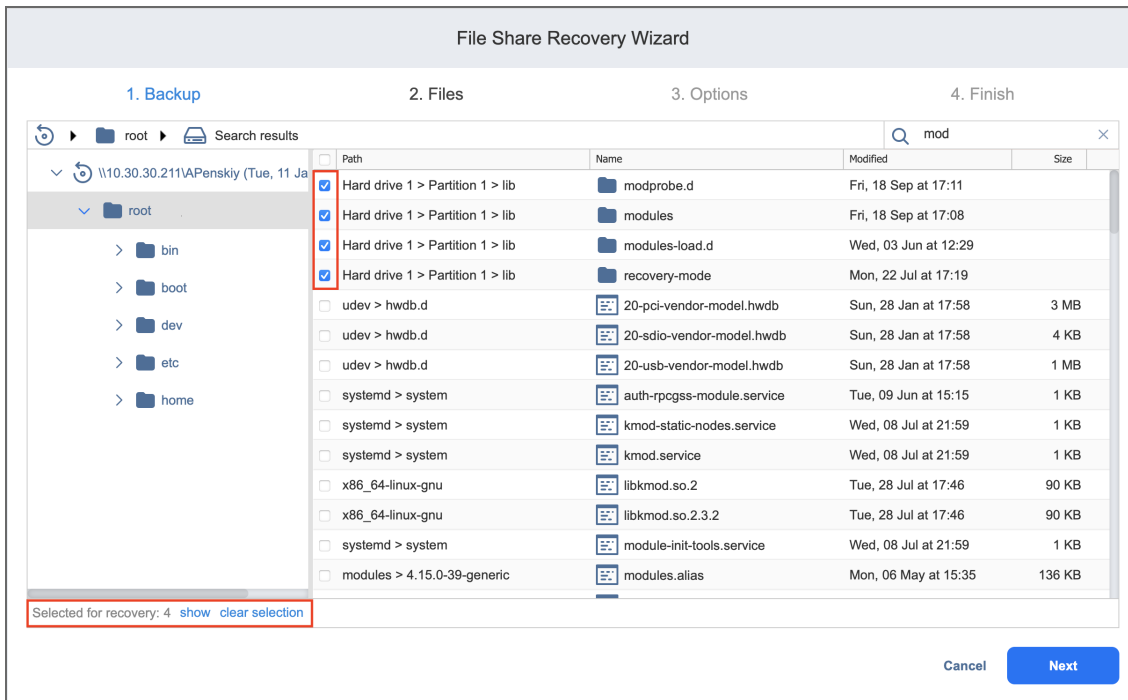 File Share Recovery Wizard
1. Backup 2. Files 3. Options 4. Finish
root Search results mod
\\10.30.30.211\APenskiy (Tue, 11 Ja
root
bin
boot
dev
etc
home
Path Name Modified Size
Hard drive 1 > Partition 1 > lib modprobe.d Fri, 18 Sep at 17:11
Hard drive 1 > Partition 1 > lib modules Fri, 18 Sep at 17:08
Hard drive 1 > Partition 1 > lib modules-load.d Wed, 03 Jun at 12:29
Hard drive 1 > Partition 1 > lib recovery-mode Mon, 22 Jul at 17:19
udev > hwdb.d 20-pci-vendor-model.hwdb Sun, 28 Jan at 17:58 3 MB
udev > hwdb.d 20-sdio-vendor-model.hwdb Sun, 28 Jan at 17:58 4 KB
udev > hwdb.d 20-usb-vendor-model.hwdb Sun, 28 Jan at 17:58 1 MB
systemd > system auth-rpcgss-module.service Tue, 09 Jun at 15:15 1 KB
systemd > system kmod-static-nodes.service Wed, 08 Jul at 21:59 1 KB
systemd > system kmod.service Wed, 08 Jul at 21:59 1 KB
x86_64-linux-gnu libkmod.so.2 Tue, 28 Jul at 17:46 90 KB
x86_64-linux-gnu libkmod.so.2.3.2 Tue, 28 Jul at 17:46 90 KB
systemd > system module-init-tools.service Wed, 08 Jul at 21:59 1 KB
modules > 4.15.0-39-generic modules.alias Mon, 06 May at 15:35 136 KB
Selected for recovery: 4 show clear selection
Cancel Next